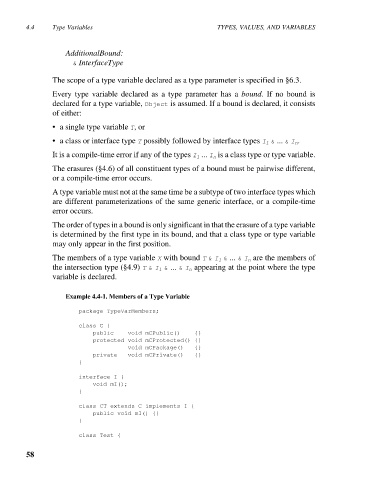 4.4 Type Variables TYPES, VALUES, AND VARIABLES
AdditionalBound:
& InterfaceType
The scope of a type variable declared as a type parameter is specified in §6.3.
Every type variable declared as a type parameter has a bound. If no bound is
declared for a type variable, Object is assumed. If a bound is declared, it consists
of either:
• a single type variable T, or
• a class or interface type T possibly followed by interface types I1 & ... & In.
It is a compile-time error if any of the types I1 ... In is a class type or type variable.
The erasures (§4.6) of all constituent types of a bound must be pairwise different,
or a compile-time error occurs.
A type variable must not at the same time be a subtype of two interface types which
are different parameterizations of the same generic interface, or a compile-time
error occurs.
The order of types in a bound is only significant in that the erasure of a type variable
is determined by the first type in its bound, and that a class type or type variable
may only appear in the first position.
The members of a type variable X with bound T & I1 & ... & In are the members of
the intersection type (§4.9) T & I1 & ... & In appearing at the point where the type
variable is declared.
Example 4.4-1. Members of a Type Variable
package TypeVarMembers;
class C {
public void mCPublic() {}
protected void mCProtected() {}
void mCPackage() {}
private void mCPrivate() {}
}
interface I {
void mI();
}
class CT extends C implements I {
public void mI() {}
}
class Test {
58